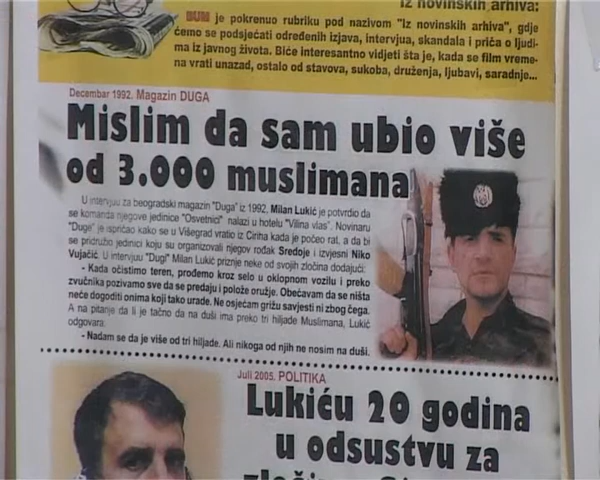 Iz novinskih arhiva:
BUM je pokrenuo rubriku pod nazivom "Iz novinskih arhiva", gdje
ćemo se podsjećati određenih izjava, intervjua, skandala i priča o ljudi-
ma iz javnog života. Biće interesantno vidjeti šta je, kada se film vreme-
na vrati unazad, ostalo od stavova, sukoba, druženja, ljubavi, saradnje...
Decembar 1992. Magazin DUGA
Mislim da sam ubio više
od 3.000 muslimana
U intervjuu za beogradski magazin "Duga" iz 1992, Milan Lukić je potvrdio da
se komanda njegove jedinice "Osvetnici" nalazi u hotelu "Vilina vlas". Novinaru
"Duge" je ispričao kako se u Višegrad vratio iz Ciriha kada je počeo rat, a da bi
se pridružio jedinici koju su organizovali njegov rođak Sredoje i izvjesni Niko
Vujačić. U intervjuu "Dugi" Milan Lukić priznje neke od svojih zločina dodajući:
- Kada očistimo teren, prođemo kroz selo u oklopnom vozilu i preko
zvučnika pozivamo sve da se predaju i polože oružje. Obećavam da se ništa
neće dogoditi onima koji tako urade. Ne osjećam grižu savjesti ni zbog čega.
A na pitanje da li je tačno da na duši ima preko tri hiljade Muslimana, Lukić
odgovara:
- Nadam se da je više od tri hiljade. Ali nikoga od njih ne nosim na duši.
Juli 2005. POLITIKA
Lukiću 20 godina
u odsustvu za